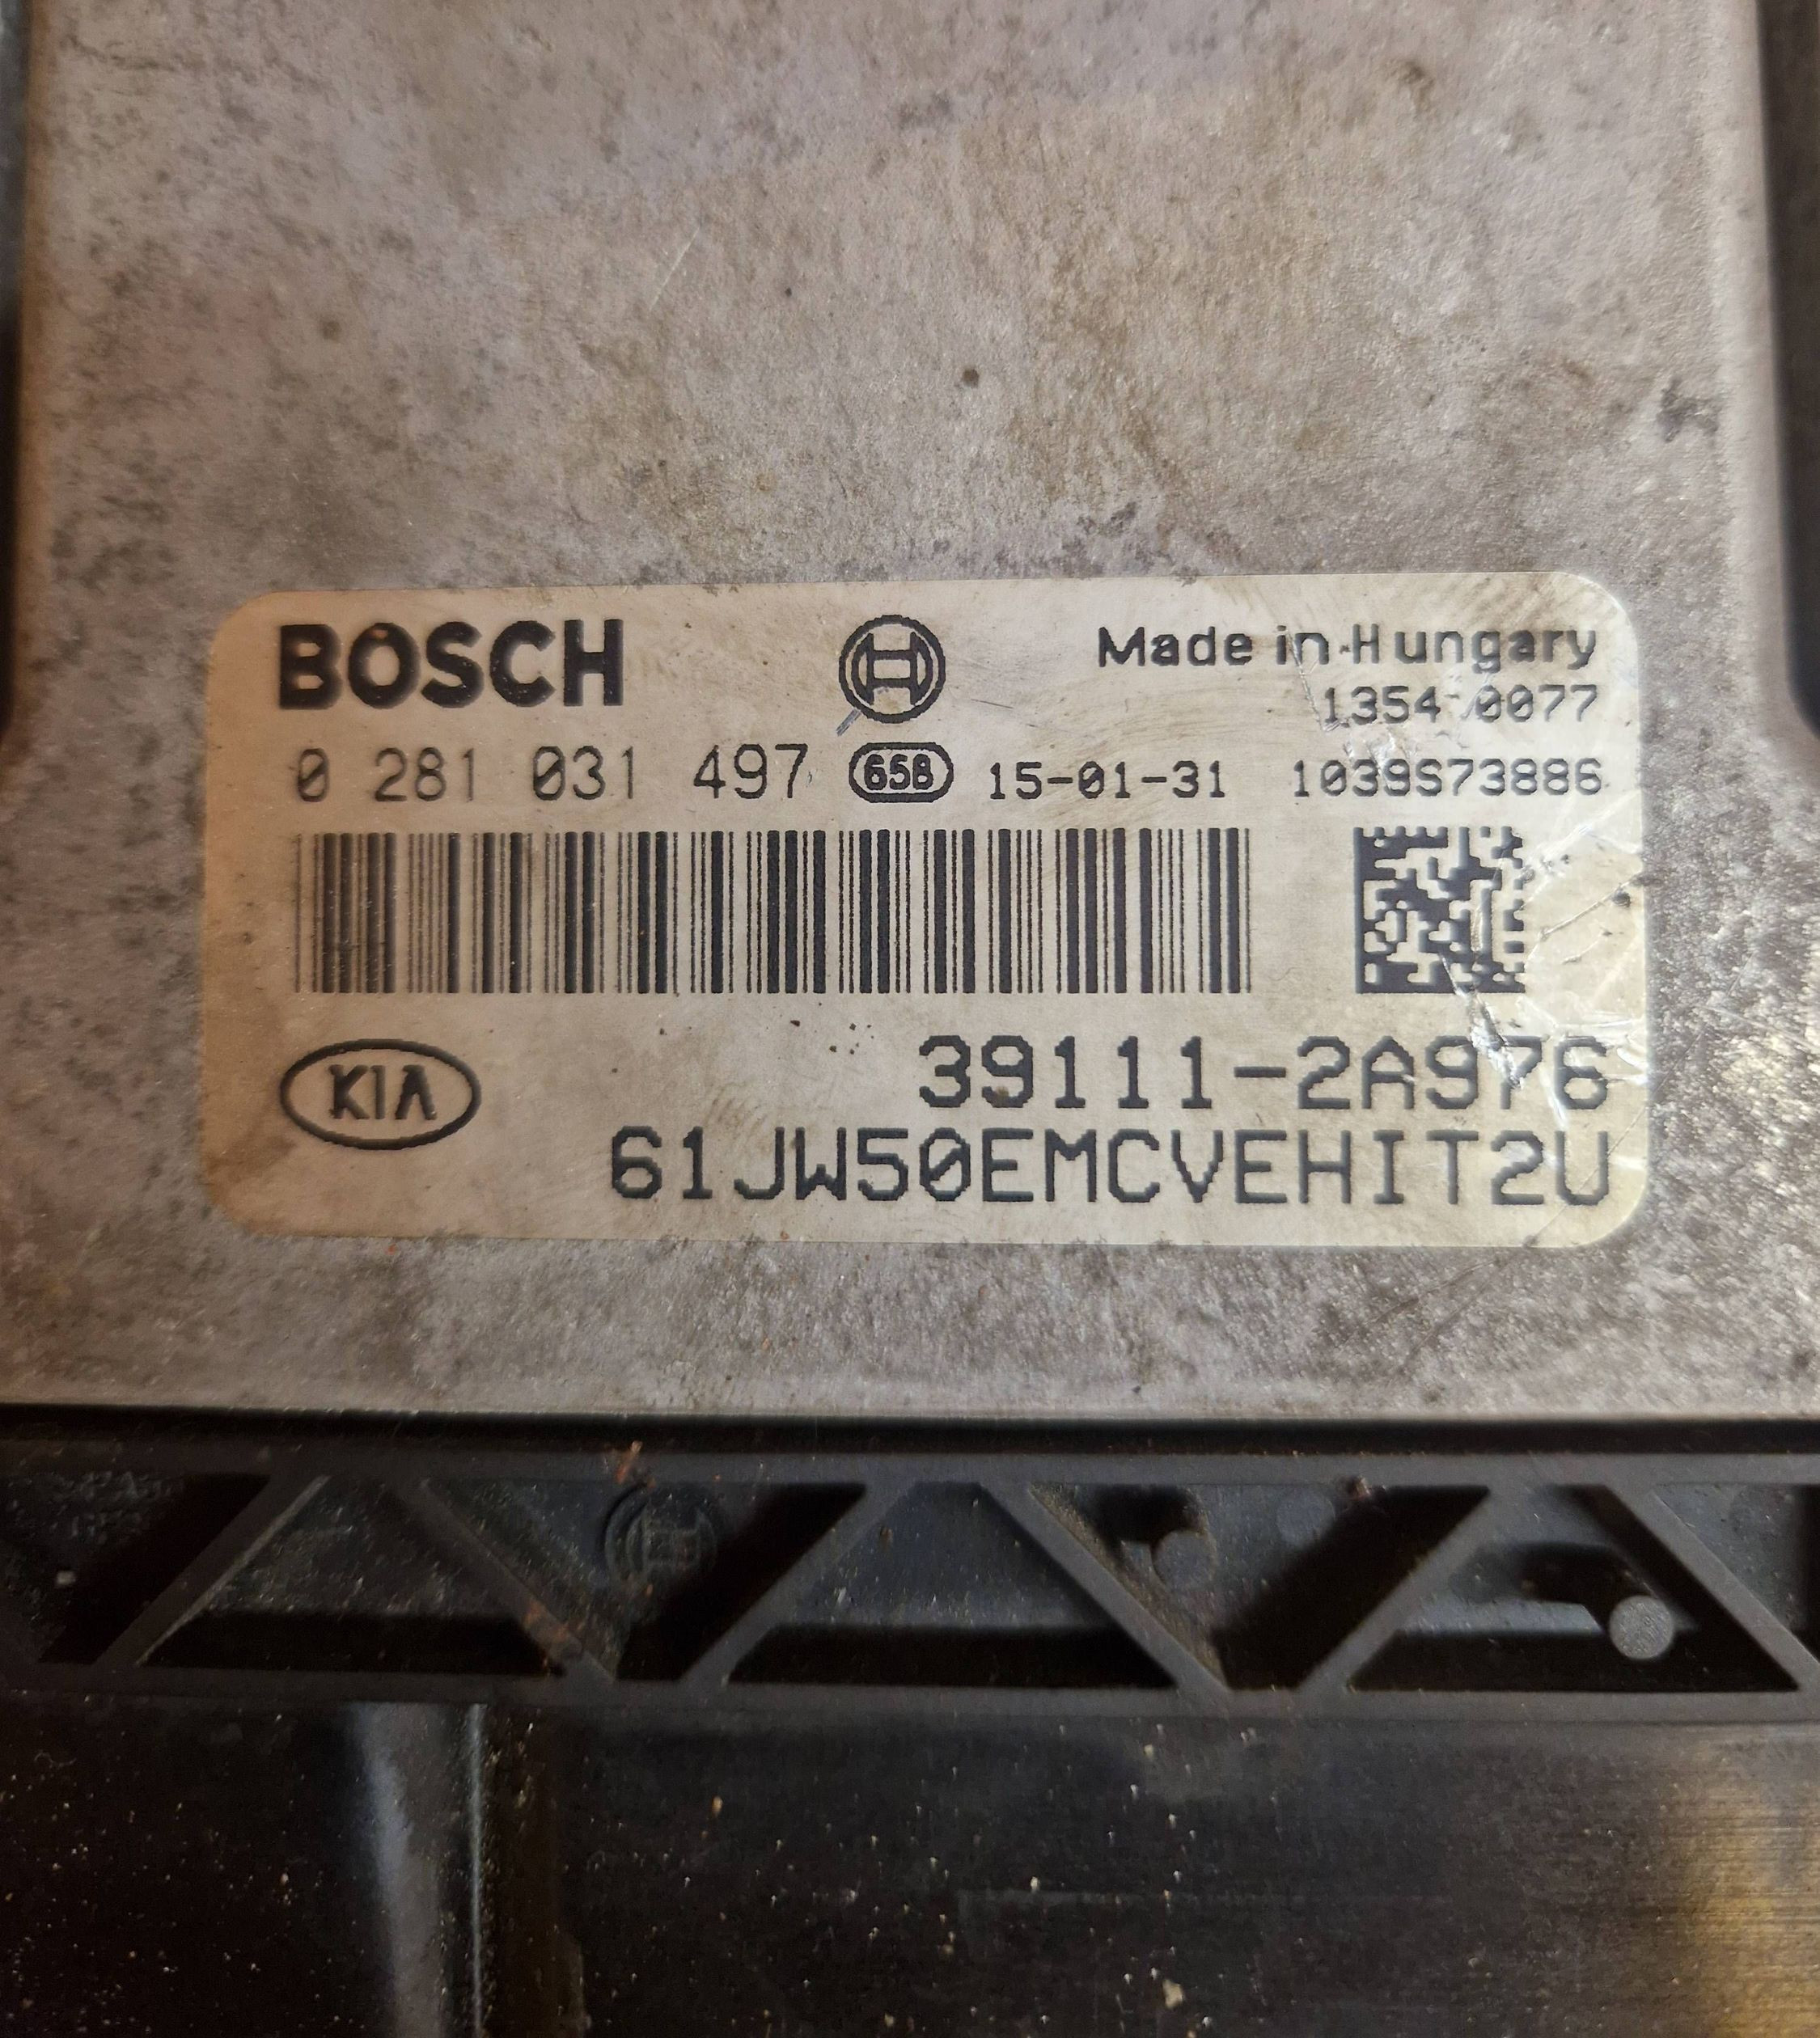 BOSCH
Made in Hungary
1354 0077
0 281 031 497 658 15-01-31 1039S73886
KIA
39111-2A976
61JW50EMCVEHIT2U